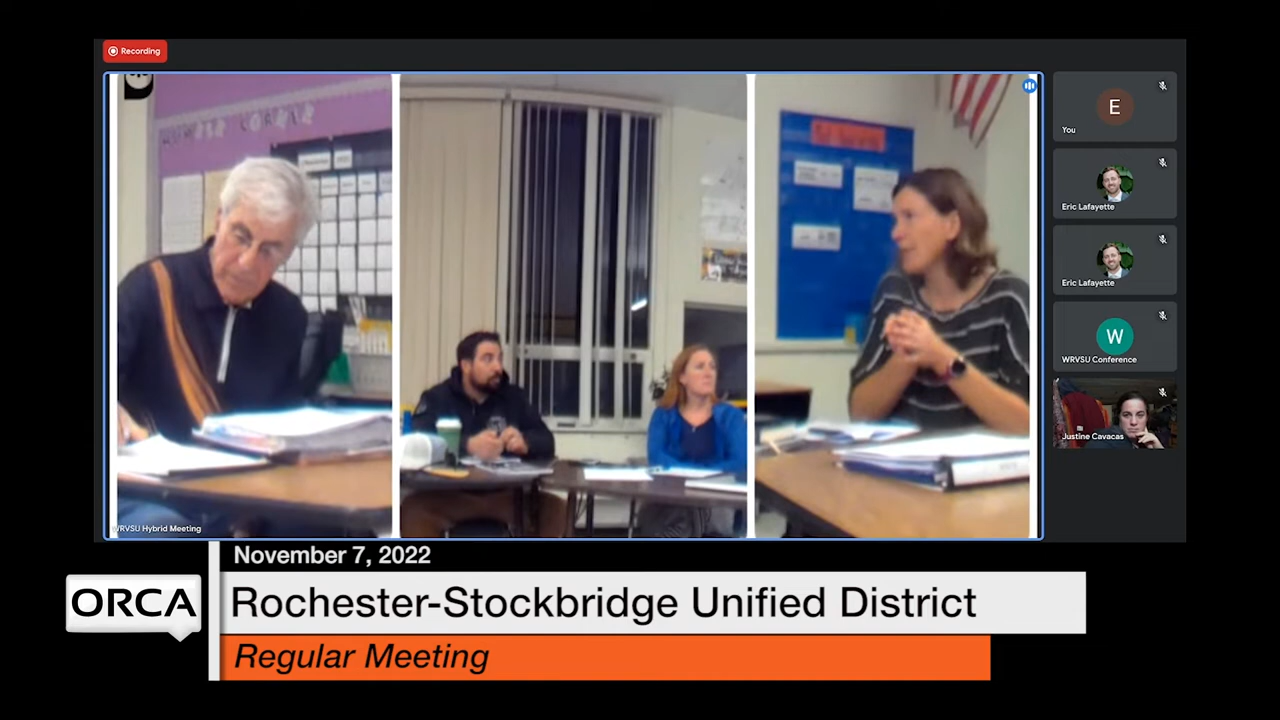 Recording
E
You
Eric Lafayette
Eric Lafayette
W
WRVSU Conference
Justine Cavacas
WRVSU Hybrid Meeting
November 7, 2022
ORCA
Rochester-Stockbridge Unified District
Regular Meeting